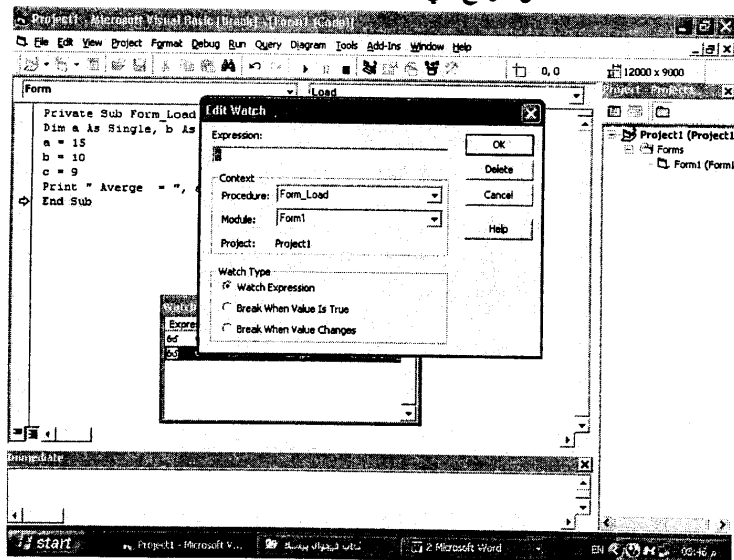 Project1 - Microsoft Visual Basic [break] - [Form1 (Code)]
File Edit View Project Format Debug Run Query Diagram Tools Add-Ins Window Help
0, 0
12000 x 9000
Form
Load
Private Sub Form_Load
Dim a As Single, b As
a = 15
b = 10
c = 9
Print " Averge = ",
End Sub
Edit Watch
Expression:
OK
Delete
Cancel
Help
Context
Procedure: Form_Load
Module: Form1
Project: Project1
Watch Type
Watch Expression
Break When Value Is True
Break When Value Changes
Expres
Project1 (Project1
Forms
Form1 (Form1
Immediate
start
Project1 - Microsoft V...
2 Microsoft Word
EN